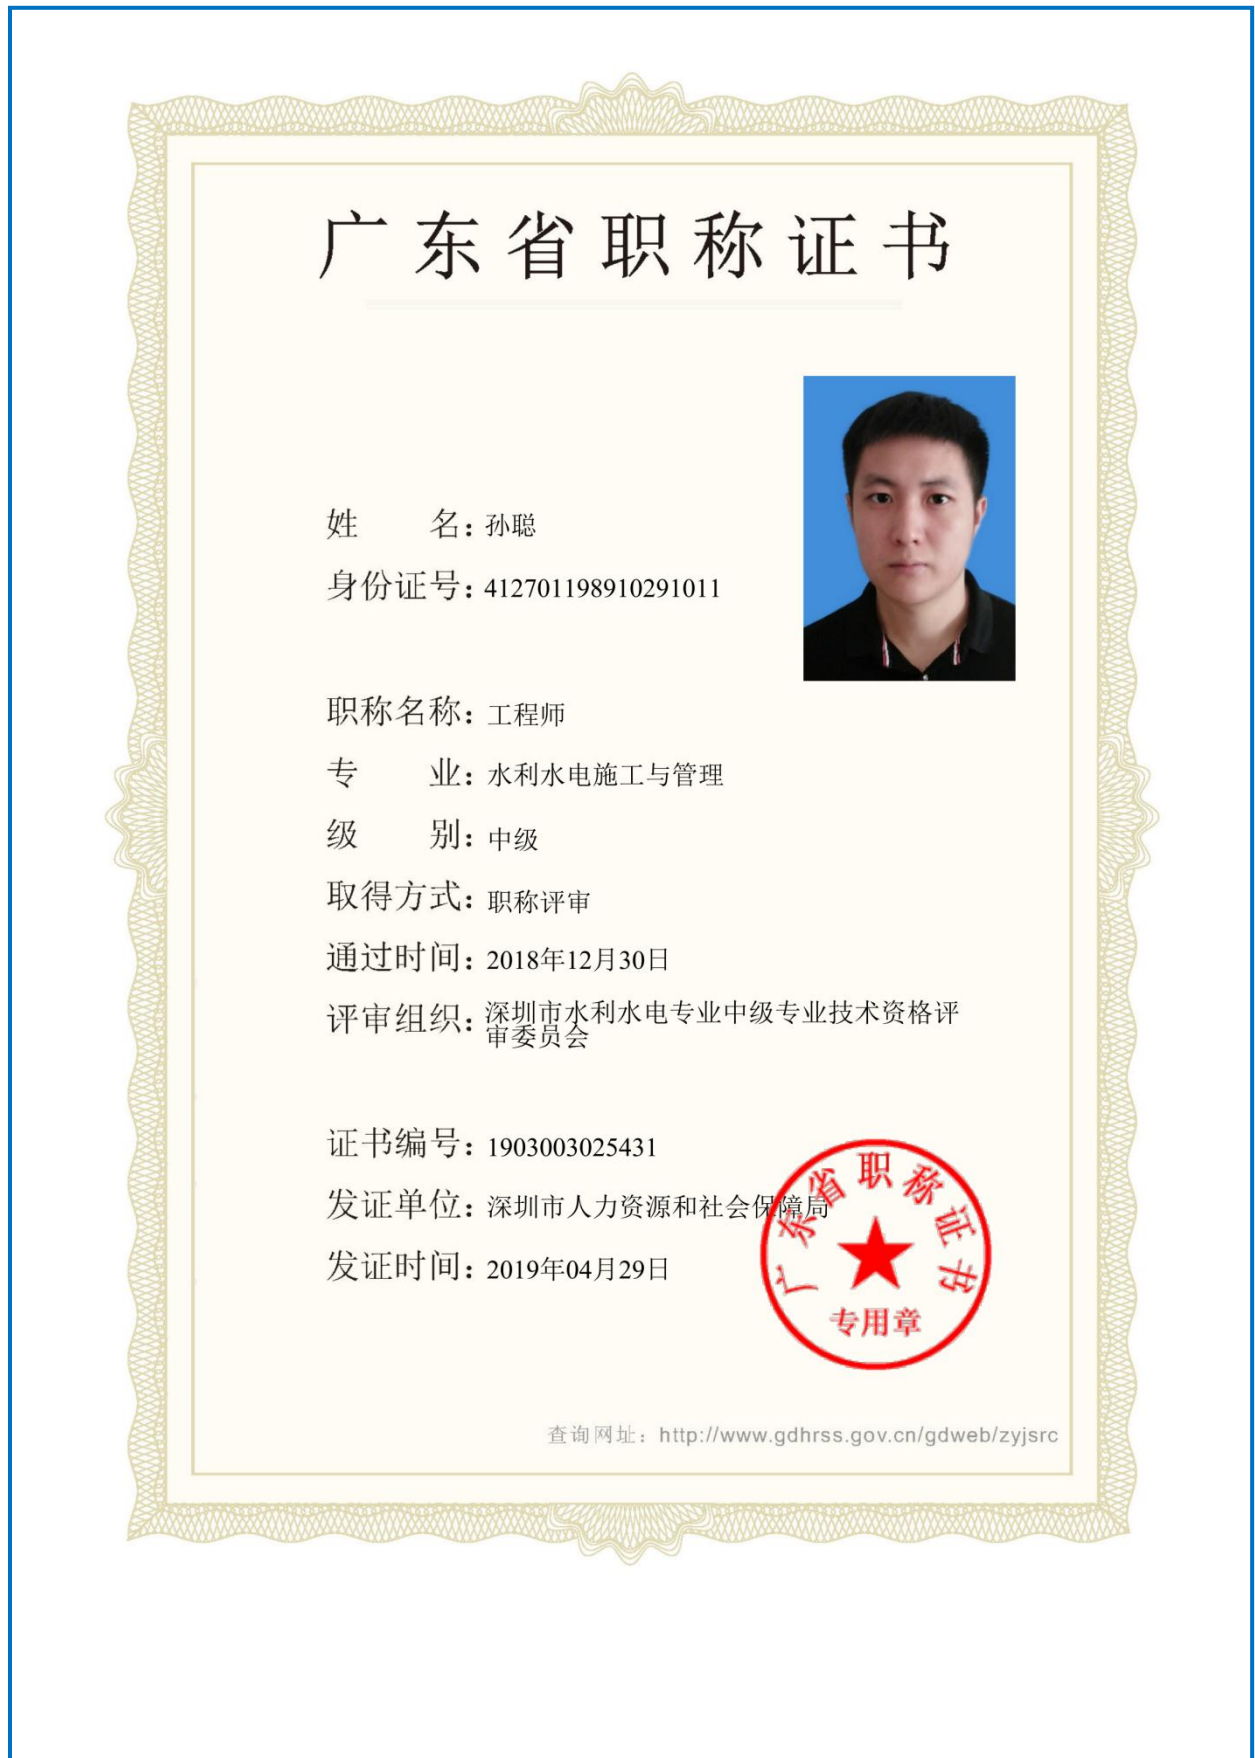 广东省职称证书
姓　　名：孙聪
身份证号：412701198910291011
职称名称：工程师
专　　业：水利水电施工与管理
级　　别：中级
取得方式：职称评审
通过时间：2018年12月30日
评审组织：深圳市水利水电专业中级专业技术资格评
审委员会
证书编号：1903003025431
发证单位：深圳市人力资源和社会保障局
发证时间：2019年04月29日
广东省职称证书
专用章
查询网址：http://www.gdhrss.gov.cn/gdweb/zyjsrc